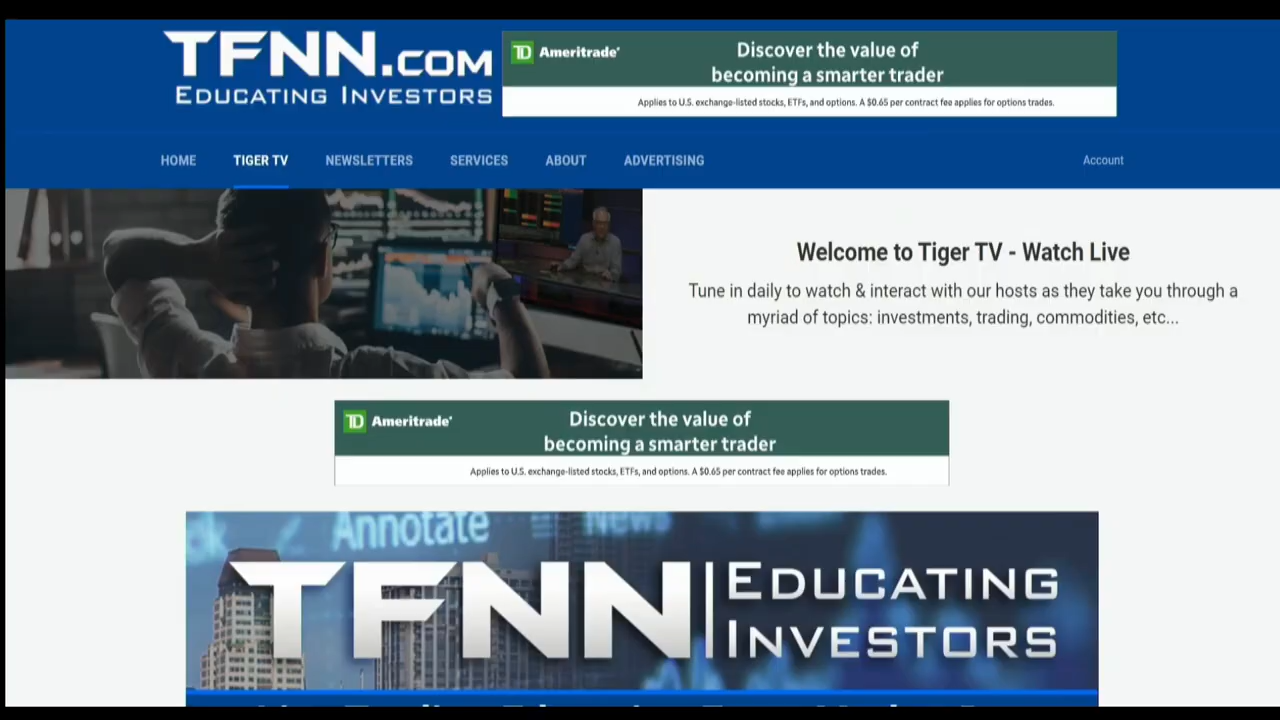 TFNN.COM
EDUCATING INVESTORS
TD Ameritrade
Discover the value of
becoming a smarter trader
Applies to U.S. exchange-listed stocks, ETFs, and options. A $0.65 per contract fee applies for options trades.
HOME TIGER TV NEWSLETTERS SERVICES ABOUT ADVERTISING Account
Welcome to Tiger TV - Watch Live
Tune in daily to watch & interact with our hosts as they take you through a
myriad of topics: investments, trading, commodities, etc...
TD Ameritrade
Discover the value of
becoming a smarter trader
Applies to U.S. exchange-listed stocks, ETFs, and options. A $0.65 per contract fee applies for options trades.
Annotate News
TFNN EDUCATING
INVESTORS